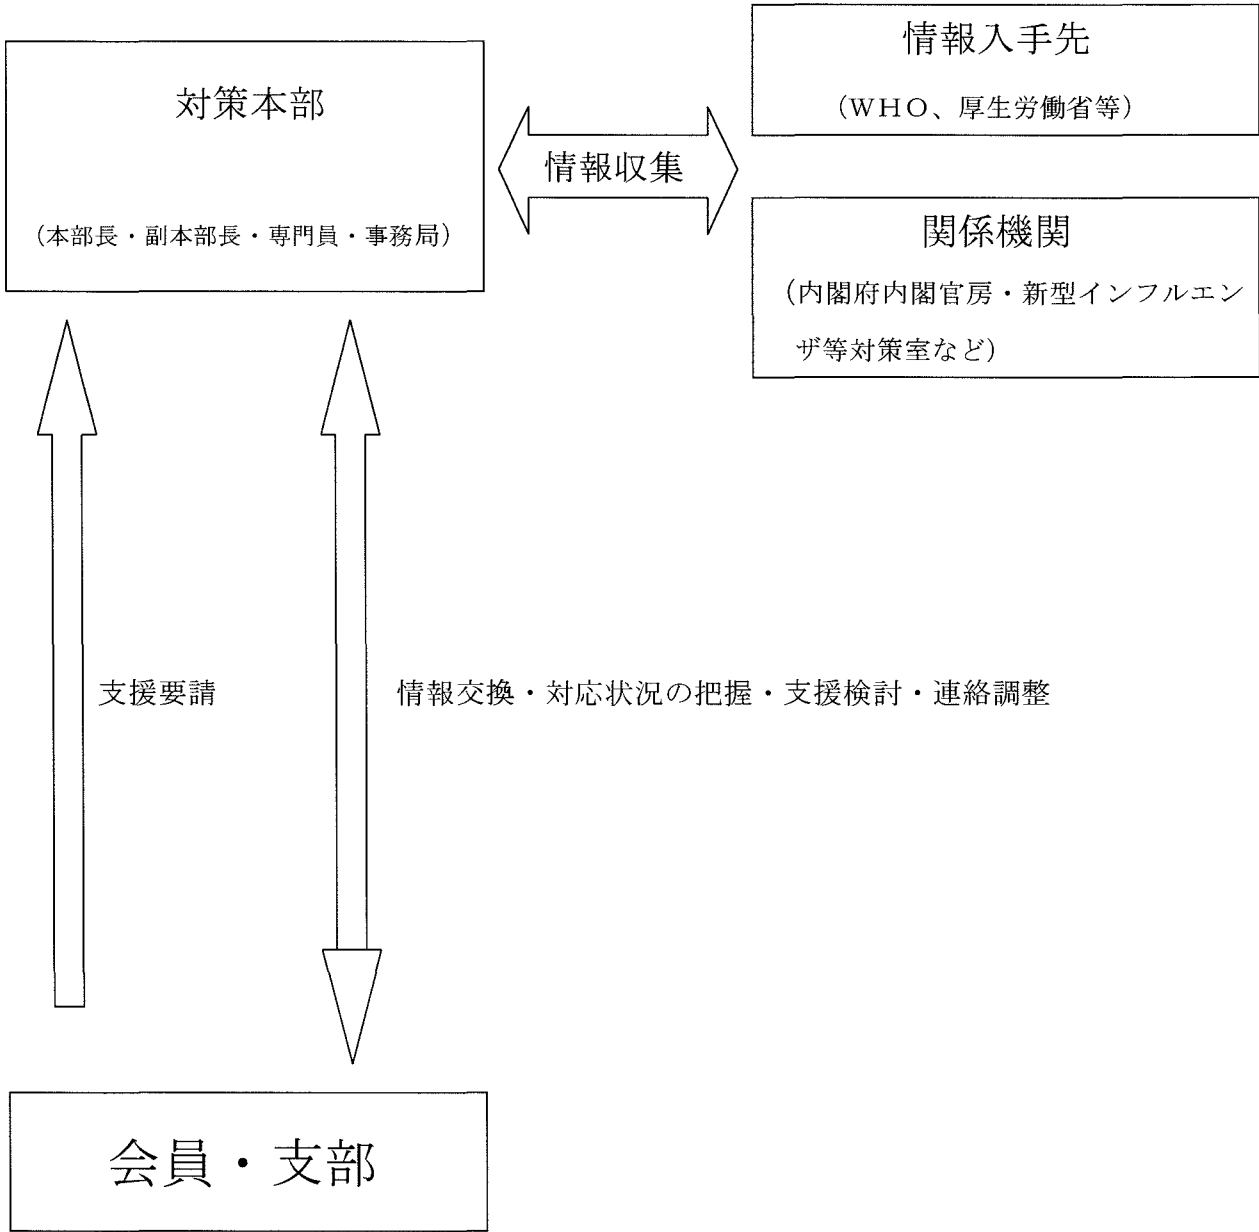 対策本部
（本部長・副本部長・専門員・事務局）
情報収集
情報入手先
（ＷＨＯ、厚生労働省等）
関係機関
（内閣府内閣官房・新型インフルエン
ザ等対策室など）
支援要請
情報交換・対応状況の把握・支援検討・連絡調整
会員・支部